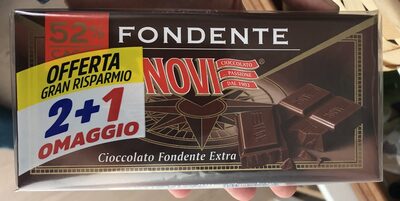 52%
FONDENTE
OFFERTA
GRAN RISPARMIO
2+1
OMAGGIO
NOVI
CIOCCOLATO
PASSIONE
DAL 1903
Cioccolato Fondente Extra